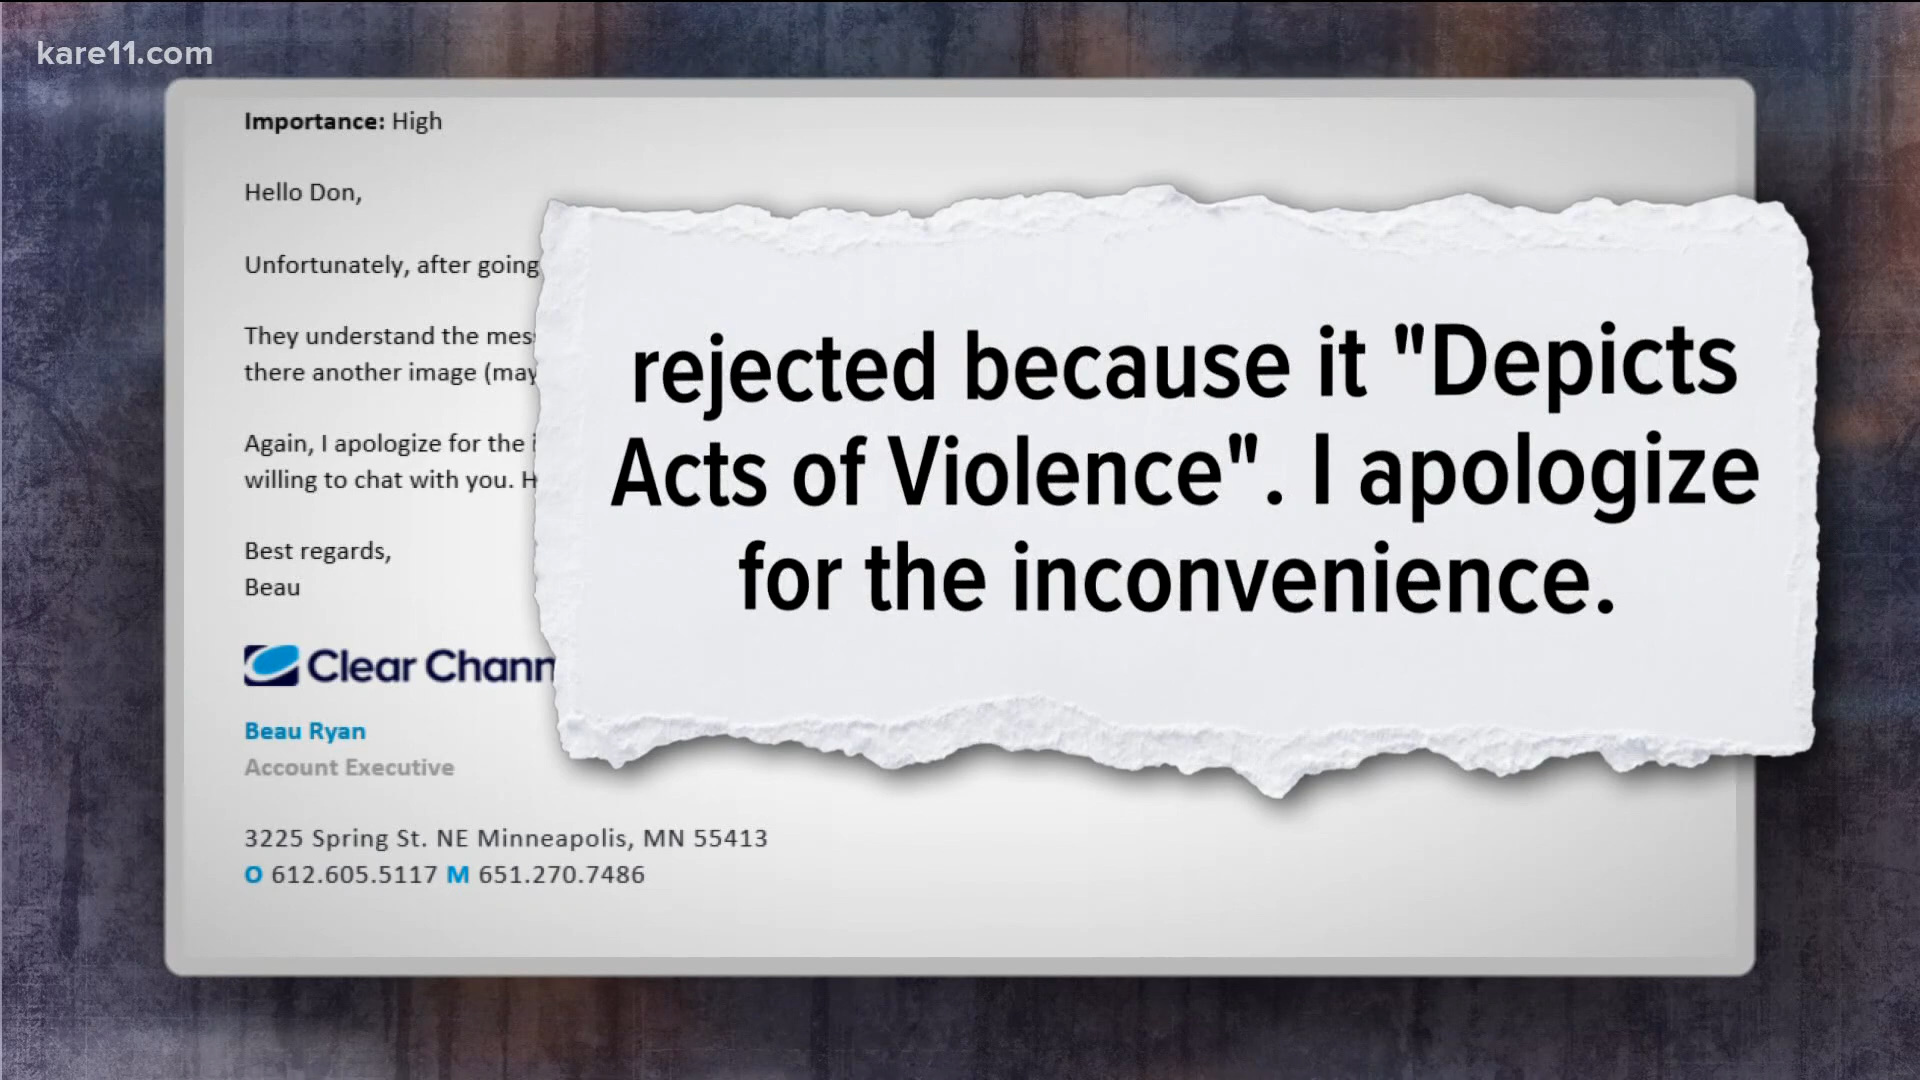 kare11.com
Importance: High
Hello Don,
Unfortunately, after going
They understand the
there another image (may
Again, I apologize for the
willing to chat with you.
rejected because it "Depicts
Acts of Violence". I apologize
for the inconvenience.
Best regards,
Beau
Clear
Beau Ryan
Account Executive
3225 Spring St. NE Minneapolis, MN 55413
O 612.605.5117 M 651.270.7486